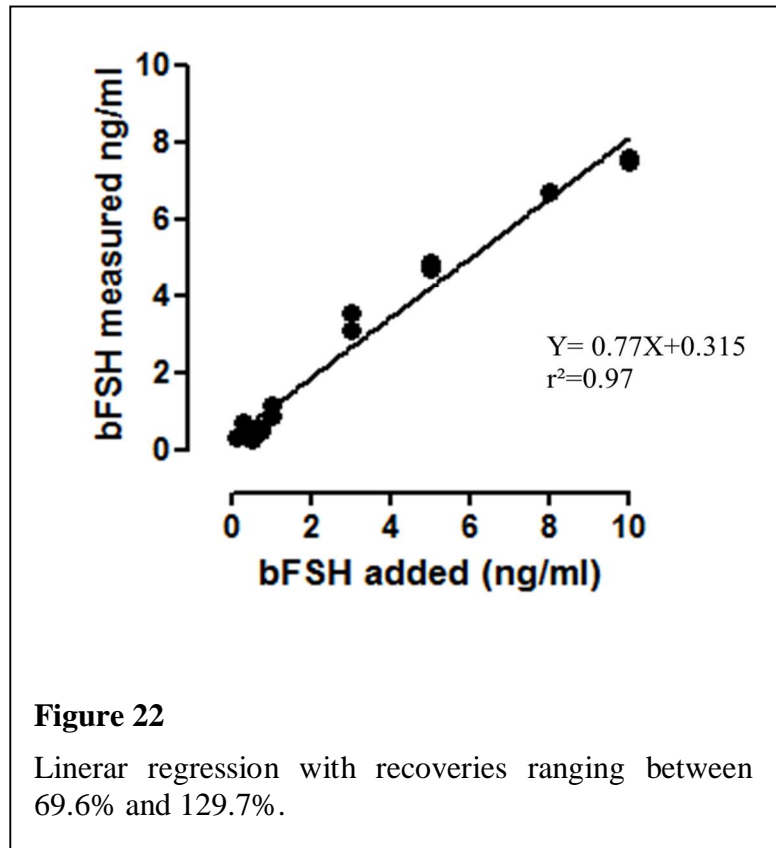 10
8
6
4
2
0
bFSH measured ng/ml
Y= 0.77X+0.315
r²=0.97
0 2 4 6 8 10
bFSH added (ng/ml)
Figure 22
Linerar regression with recoveries ranging between
69.6% and 129.7%.